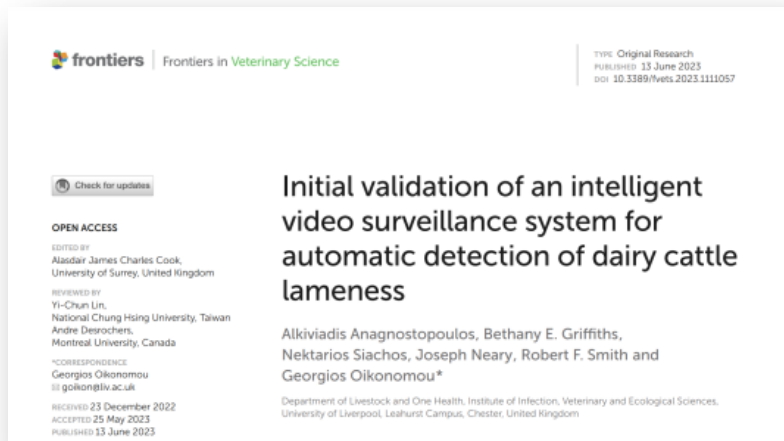 frontiers | Frontiers in Veterinary Science
TYPE Original Research
PUBLISHED 13 June 2023
DOI 10.3389/fvets.2023.1111057
Check for updates
OPEN ACCESS
EDITED BY
Alasdair James Charles Cook,
University of Surrey, United Kingdom
REVIEWED BY
Yi-Chun Lin,
National Chung Hsing University, Taiwan
Andre Desrochers,
Montreal University, Canada
*CORRESPONDENCE
Georgios Oikonomou
goikon@liv.ac.uk
RECEIVED 23 December 2022
ACCEPTED 25 May 2023
PUBLISHED 13 June 2023
Initial validation of an intelligent
video surveillance system for
automatic detection of dairy cattle
lameness
Alkiviadis Anagnostopoulos, Bethany E. Griffiths,
Nektarios Siachos, Joseph Neary, Robert F. Smith and
Georgios Oikonomou*
Department of Livestock and One Health, Institute of Infection, Veterinary and Ecological Sciences,
University of Liverpool, Leahurst Campus, Chester, United Kingdom